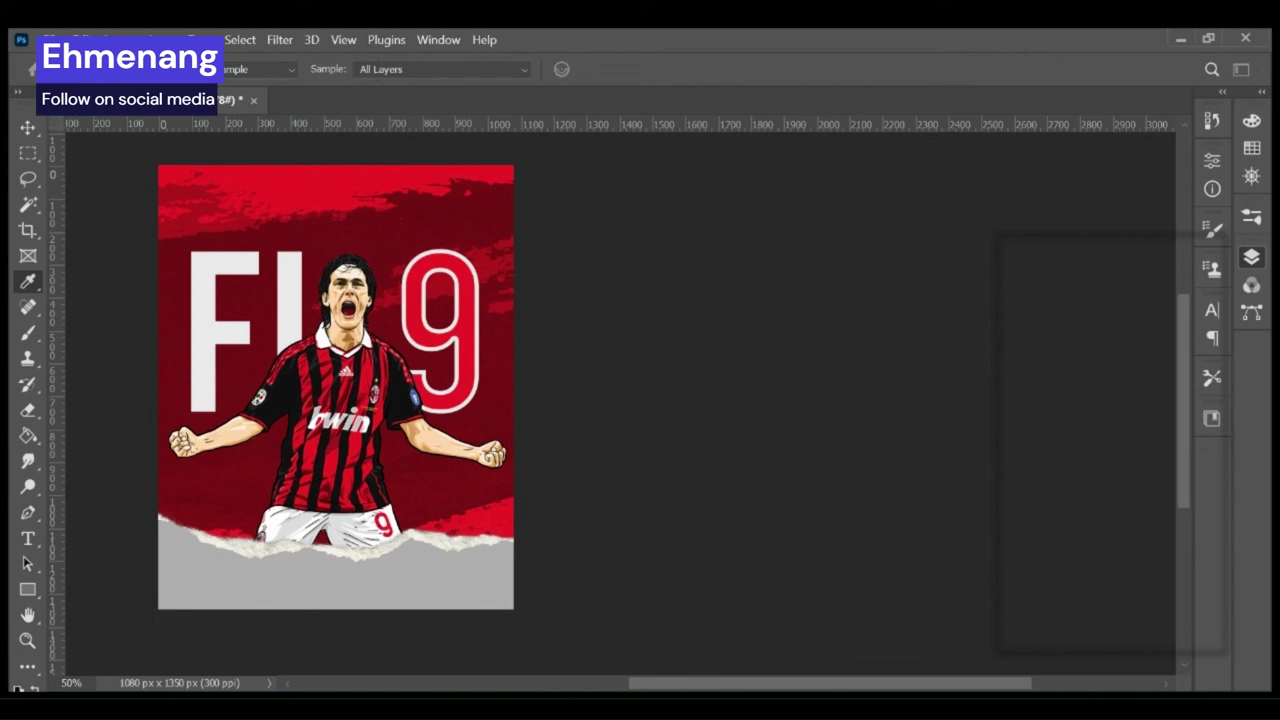 Ps Select Filter 3D View Plugins Window Help
Ehmenang
Sample: All Layers
Follow on social media
8#) *
300 200 100 0 100 200 300 400 500 600 700 800 900 1000 1100 1200 1300 1400 1500 1600 1700 1800 1900 2000 2100 2200 2300 2400 2500 2600 2700 2800 2900 3000
FI 9
bwin
9
50% 1080 px x 1350 px (300 ppi)